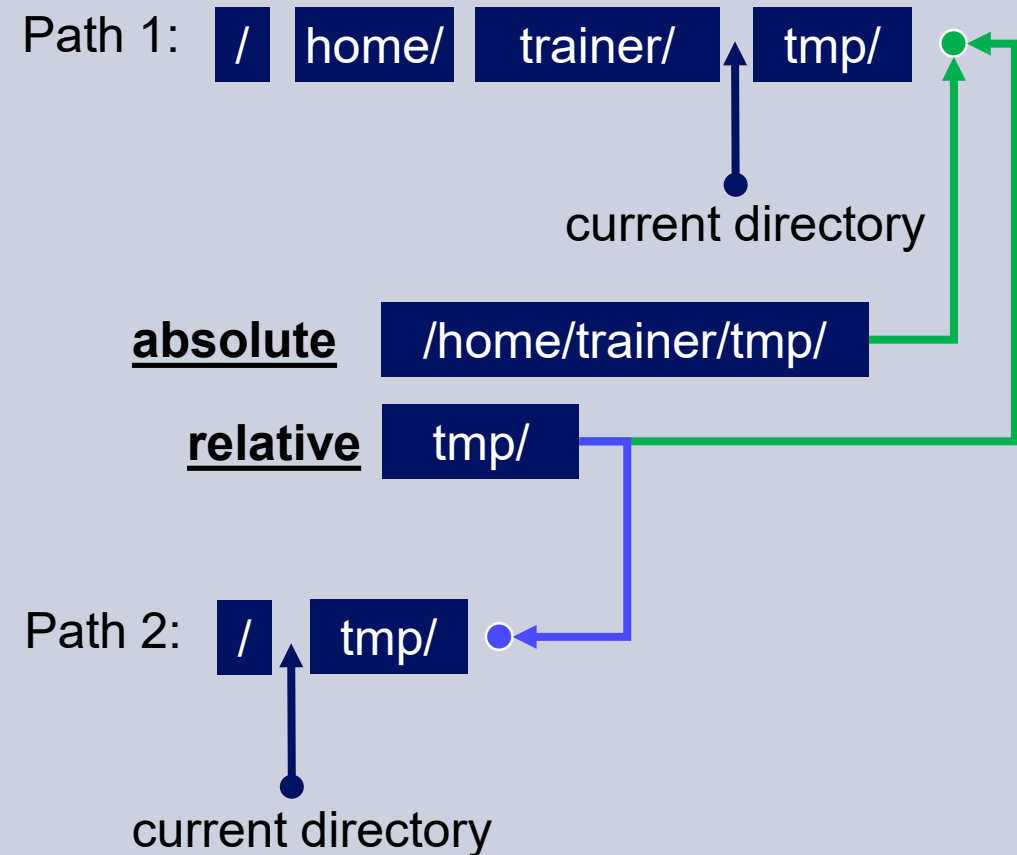 Path 1: / home/ trainer/ tmp/
current directory
absolute /home/trainer/tmp/
relative tmp/
Path 2: / tmp/
current directory